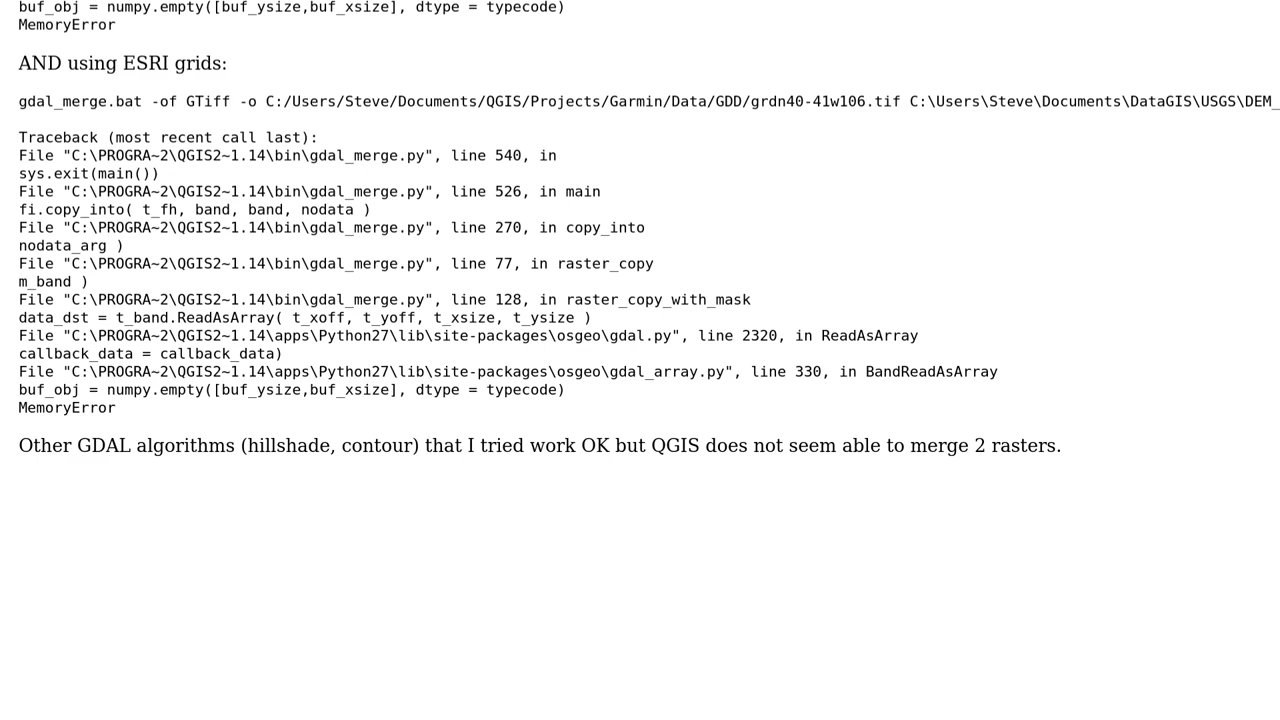 buf_obj = numpy.empty([buf_ysize,buf_xsize], dtype = typecode)
MemoryError
AND using ESRI grids:
gdal_merge.bat -of GTiff -o C:/Users/Steve/Documents/QGIS/Projects/Garmin/Data/GDD/grdn40-41w106.tif C:\Users\Steve\Documents\DataGIS\USGS\DEM_
Traceback (most recent call last):
File "C:\PROGRA~2\QGIS2~1.14\bin\gdal_merge.py", line 540, in
sys.exit(main())
File "C:\PROGRA~2\QGIS2~1.14\bin\gdal_merge.py", line 526, in main
fi.copy_into( t_fh, band, band, nodata )
File "C:\PROGRA~2\QGIS2~1.14\bin\gdal_merge.py", line 270, in copy_into
nodata_arg )
File "C:\PROGRA~2\QGIS2~1.14\bin\gdal_merge.py", line 77, in raster_copy
m_band )
File "C:\PROGRA~2\QGIS2~1.14\bin\gdal_merge.py", line 128, in raster_copy_with_mask
data_dst = t_band.ReadAsArray( t_xoff, t_yoff, t_xsize, t_ysize )
File "C:\PROGRA~2\QGIS2~1.14\apps\Python27\lib\site-packages\osgeo\gdal.py", line 2320, in ReadAsArray
callback_data = callback_data)
File "C:\PROGRA~2\QGIS2~1.14\apps\Python27\lib\site-packages\osgeo\gdal_array.py", line 330, in BandReadAsArray
buf_obj = numpy.empty([buf_ysize,buf_xsize], dtype = typecode)
MemoryError
Other GDAL algorithms (hillshade, contour) that I tried work OK but QGIS does not seem able to merge 2 rasters.